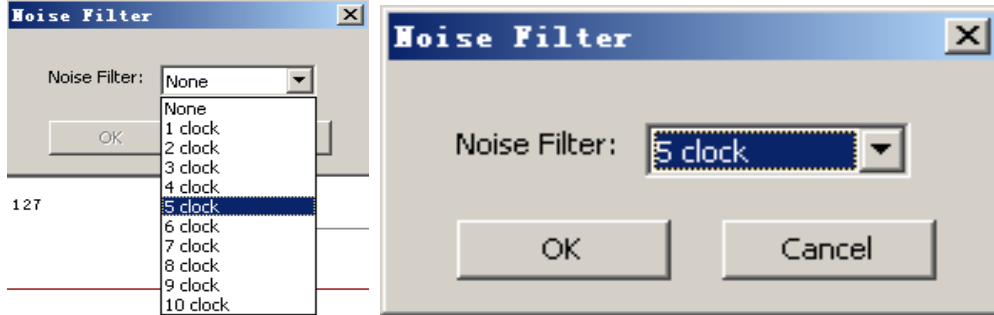 Noise Filter
Noise Filter: None
None
1 clock
OK
2 clock
3 clock
4 clock
127
5 clock
6 clock
7 clock
8 clock
9 clock
10 clock
Noise Filter
Noise Filter: 5 clock
OK Cancel